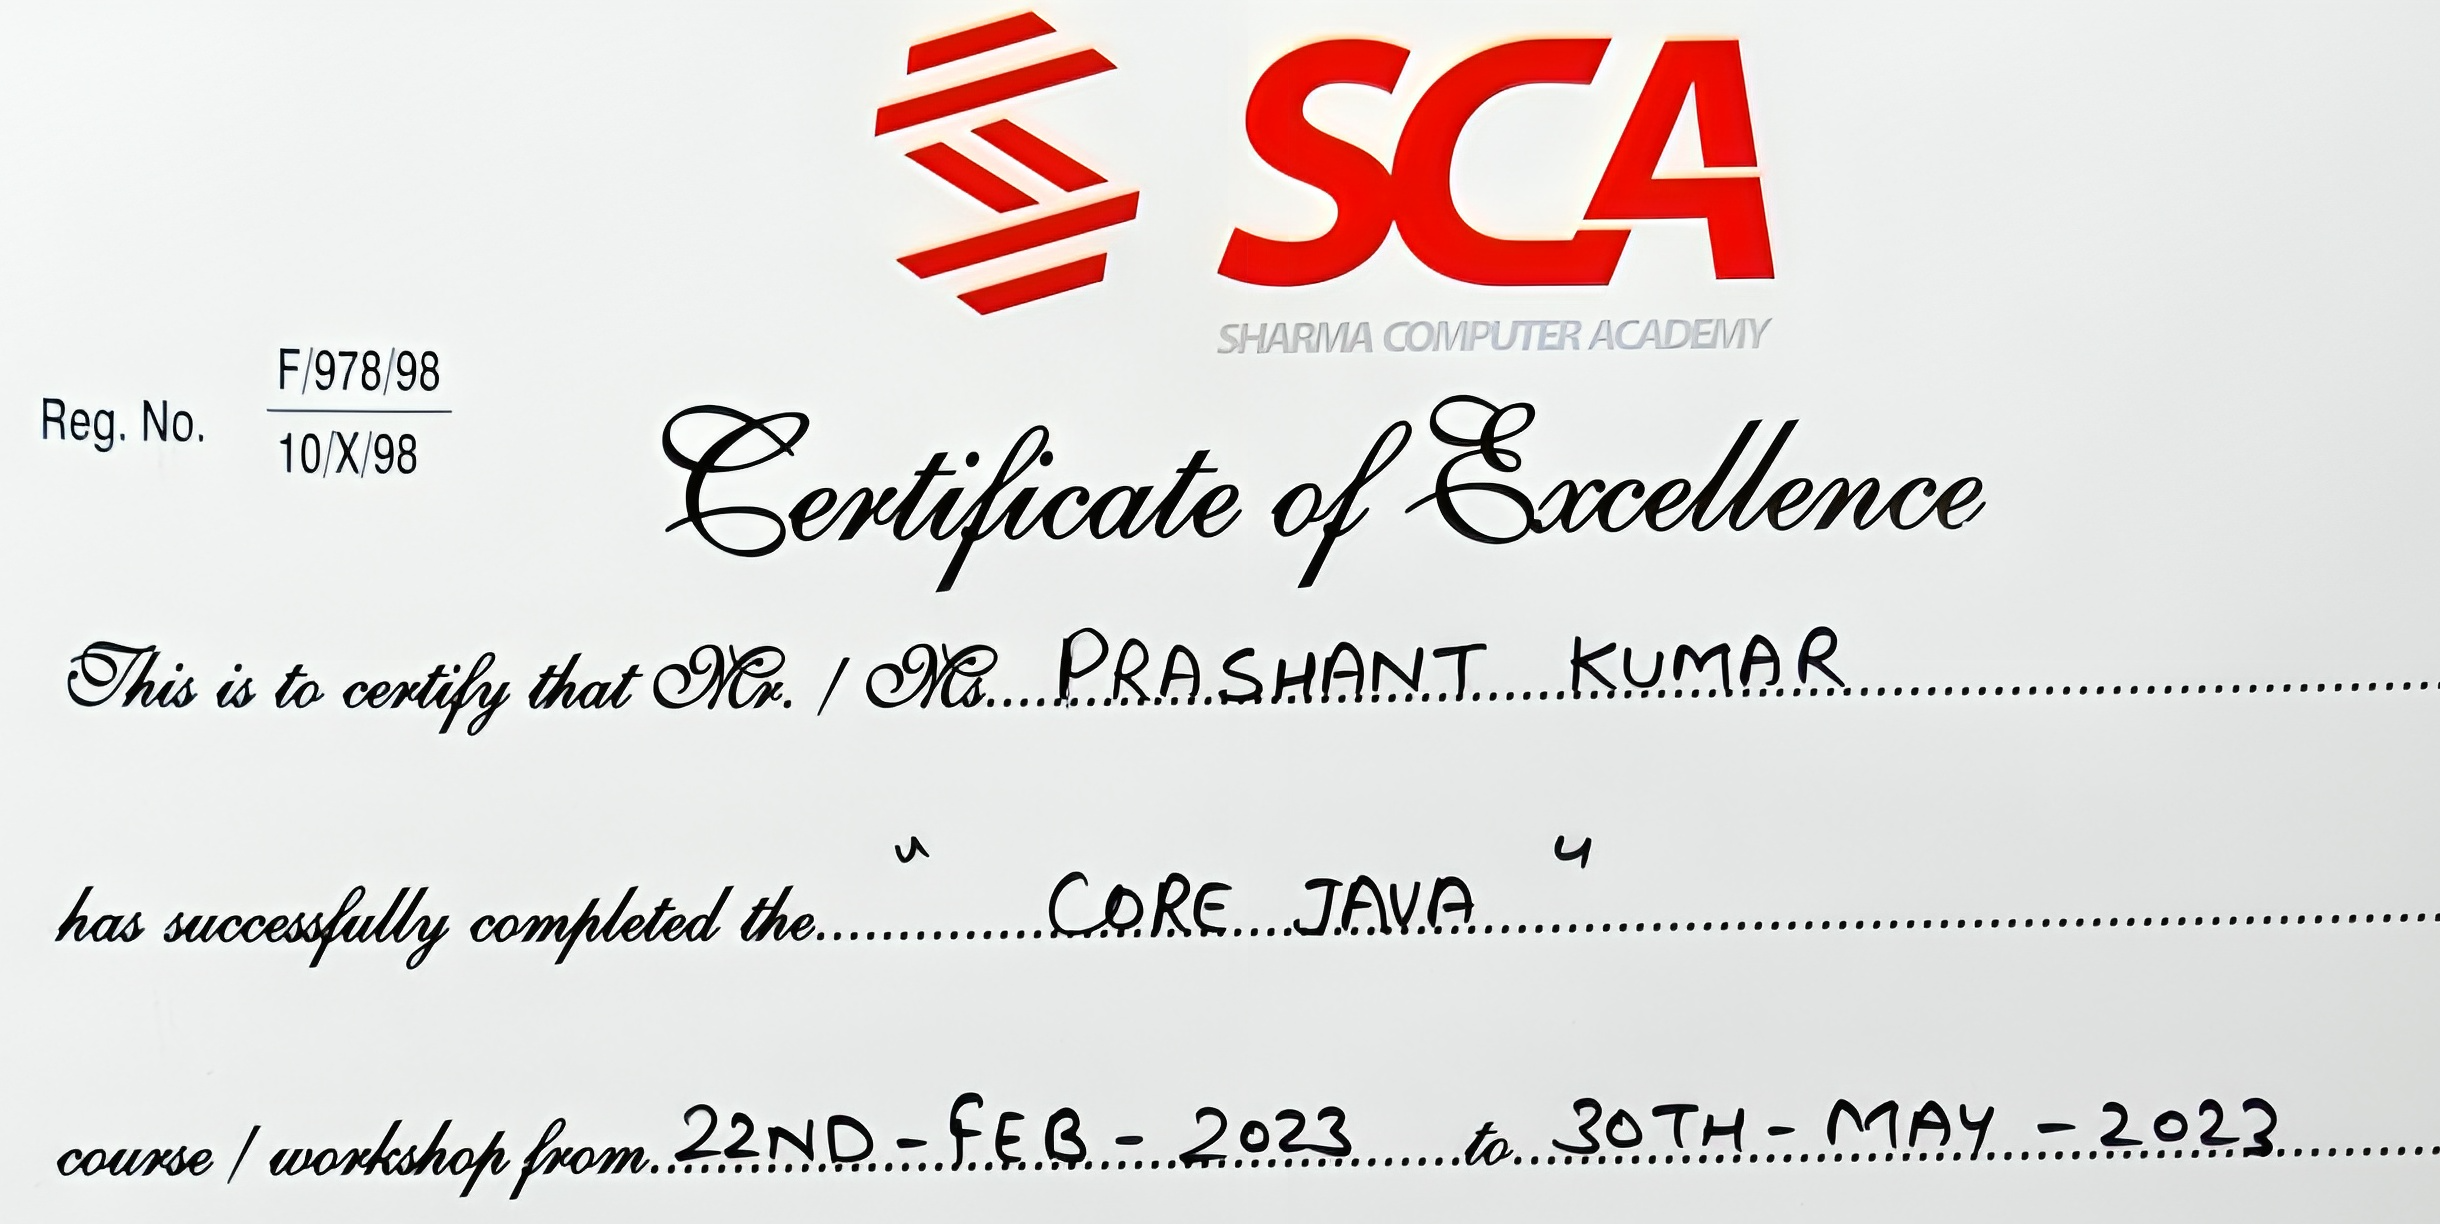 SCA
SHARMA COMPUTER ACADEMY
F/978/98
Reg. No.
10/X/98
Certificate of Excellence
This is to certify that Mr. / Ms. PRASHANT KUMAR
has successfully completed the " CORE JAVA "
course / workshop from 22ND - FEB - 2023 to 30TH - MAY - 2023